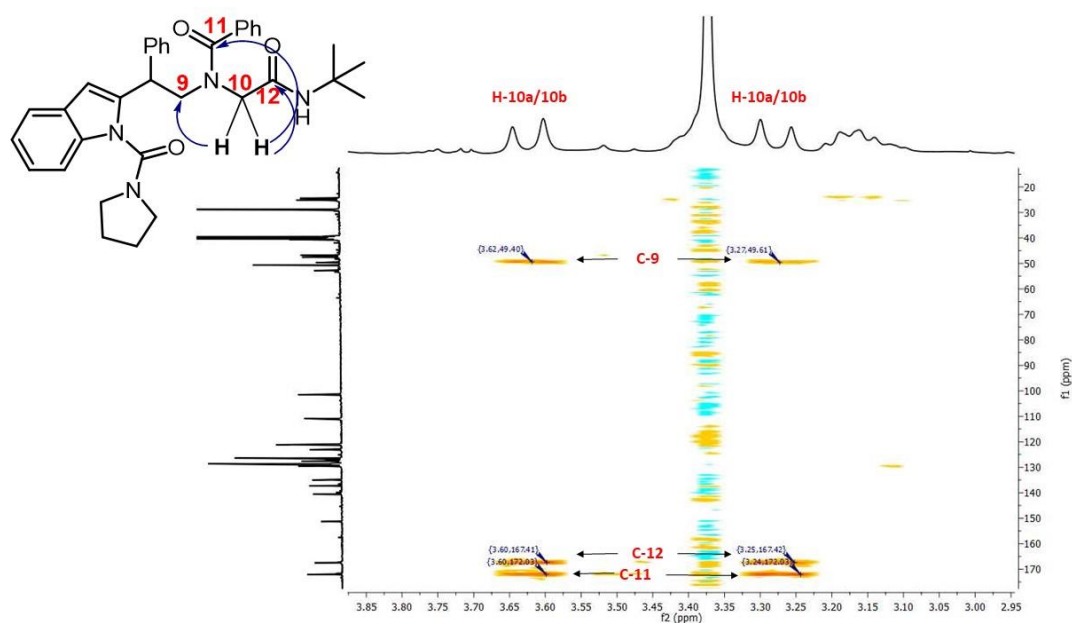 11
Ph
O
O
Ph
9
N
10
12
N
H
H
H
N
O
N
H-10a/10b
H-10a/10b
{3.62,49.40}
C-9
{3.27,49.61}
{3.60,167.41}
C-12
{3.25,167.42}
{3.60,172.03}
C-11
{3.24,172.03}
20
30
40
50
60
70
80
90
100
110
120
130
140
150
160
170
f1 (ppm)
3.85 3.80 3.75 3.70 3.65 3.60 3.55 3.50 3.45 3.40 3.35 3.30 3.25 3.20 3.15 3.10 3.05 3.00 2.95
f2 (ppm)